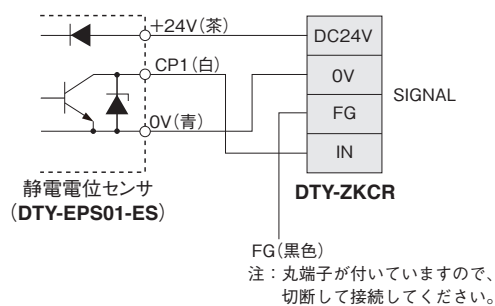 +24V(茶)
CP1(白)
0V(青)
DC24V
0V
FG
IN
SIGNAL
静電電位センサ
(DTY-EPS01-ES)
DTY-ZKCR
FG(黒色)
注：丸端子が付いていますので、
切断して接続してください。